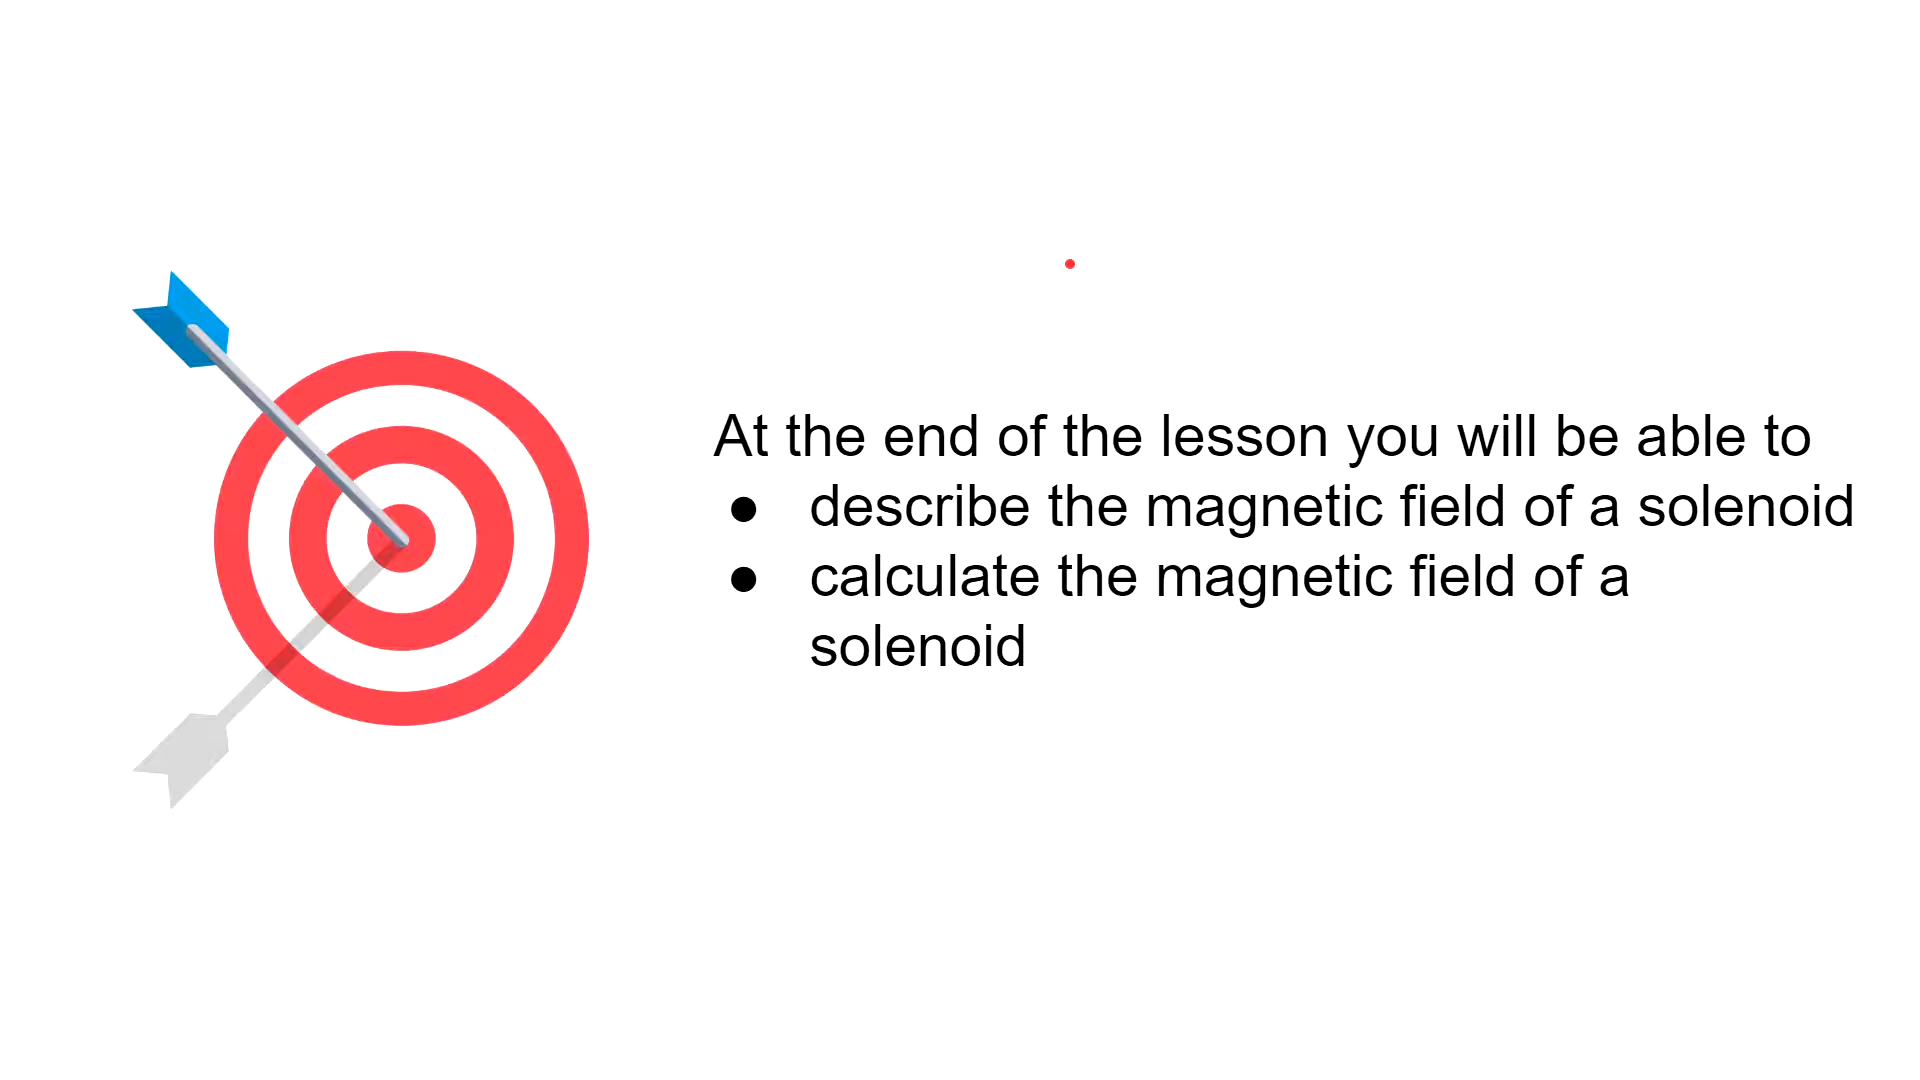 At the end of the lesson you will be able to
● describe the magnetic field of a solenoid
● calculate the magnetic field of a
solenoid